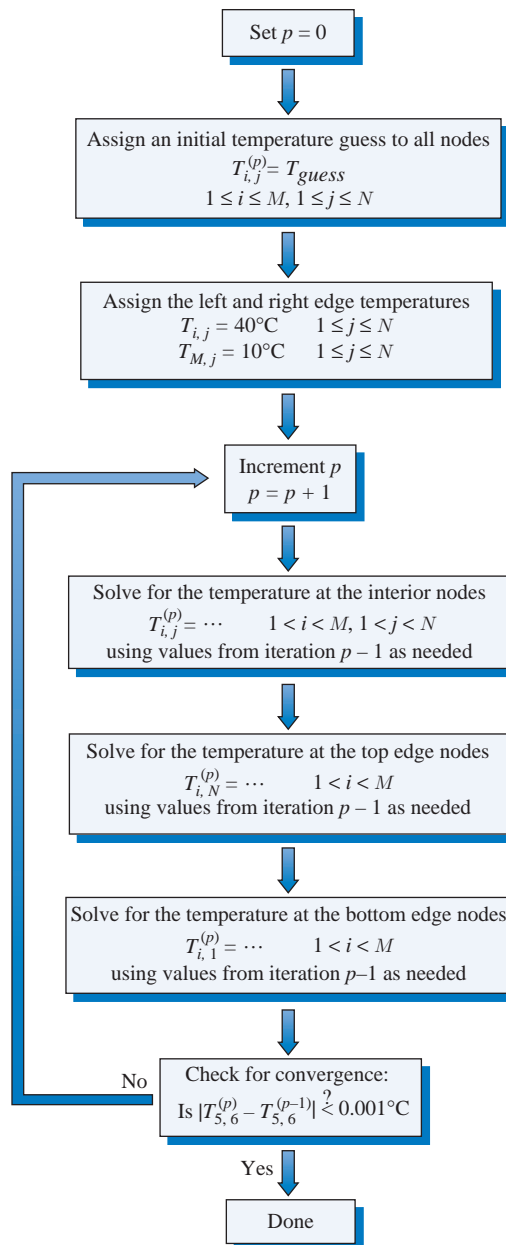 Set p = 0
Assign an initial temperature guess to all nodes
T_{i, j}^{(p)} = T_{guess}
1 ≤ i ≤ M, 1 ≤ j ≤ N
Assign the left and right edge temperatures
T_{i, j} = 40°C 1 ≤ j ≤ N
T_{M, j} = 10°C 1 ≤ j ≤ N
Increment p
p = p + 1
Solve for the temperature at the interior nodes
T_{i, j}^{(p)} = ⋯ 1 < i < M, 1 < j < N
using values from iteration p – 1 as needed
Solve for the temperature at the top edge nodes
T_{i, N}^{(p)} = ⋯ 1 < i < M
using values from iteration p – 1 as needed
Solve for the temperature at the bottom edge nodes
T_{i, 1}^{(p)} = ⋯ 1 < i < M
using values from iteration p–1 as needed
No
Check for convergence:
Is |T_{5, 6}^{(p)} – T_{5, 6}^{(p–1)}| <^{?} 0.001°C
Yes
Done